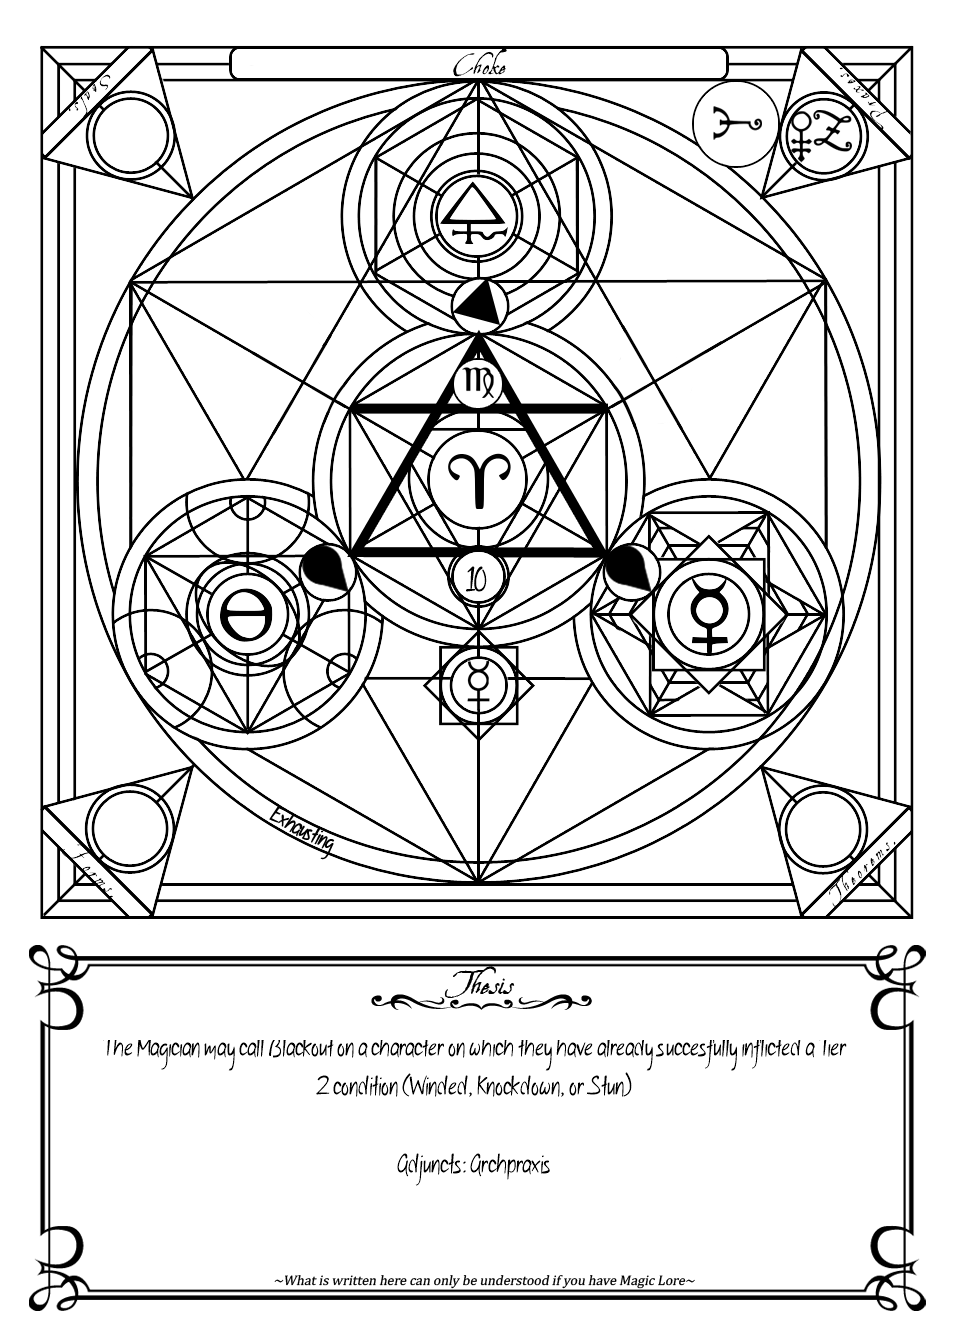 Choke
Seals
Praxes
10
Exhausting
Forms
Theorems
Thesis
The Magician may call Blackout on a character on which they have already succesfully inflicted a Tier
2 condition (Winded, Knockdown, or Stun)
Adjuncts: Archpraxis
~What is written here can only be understood if you have Magic Lore~